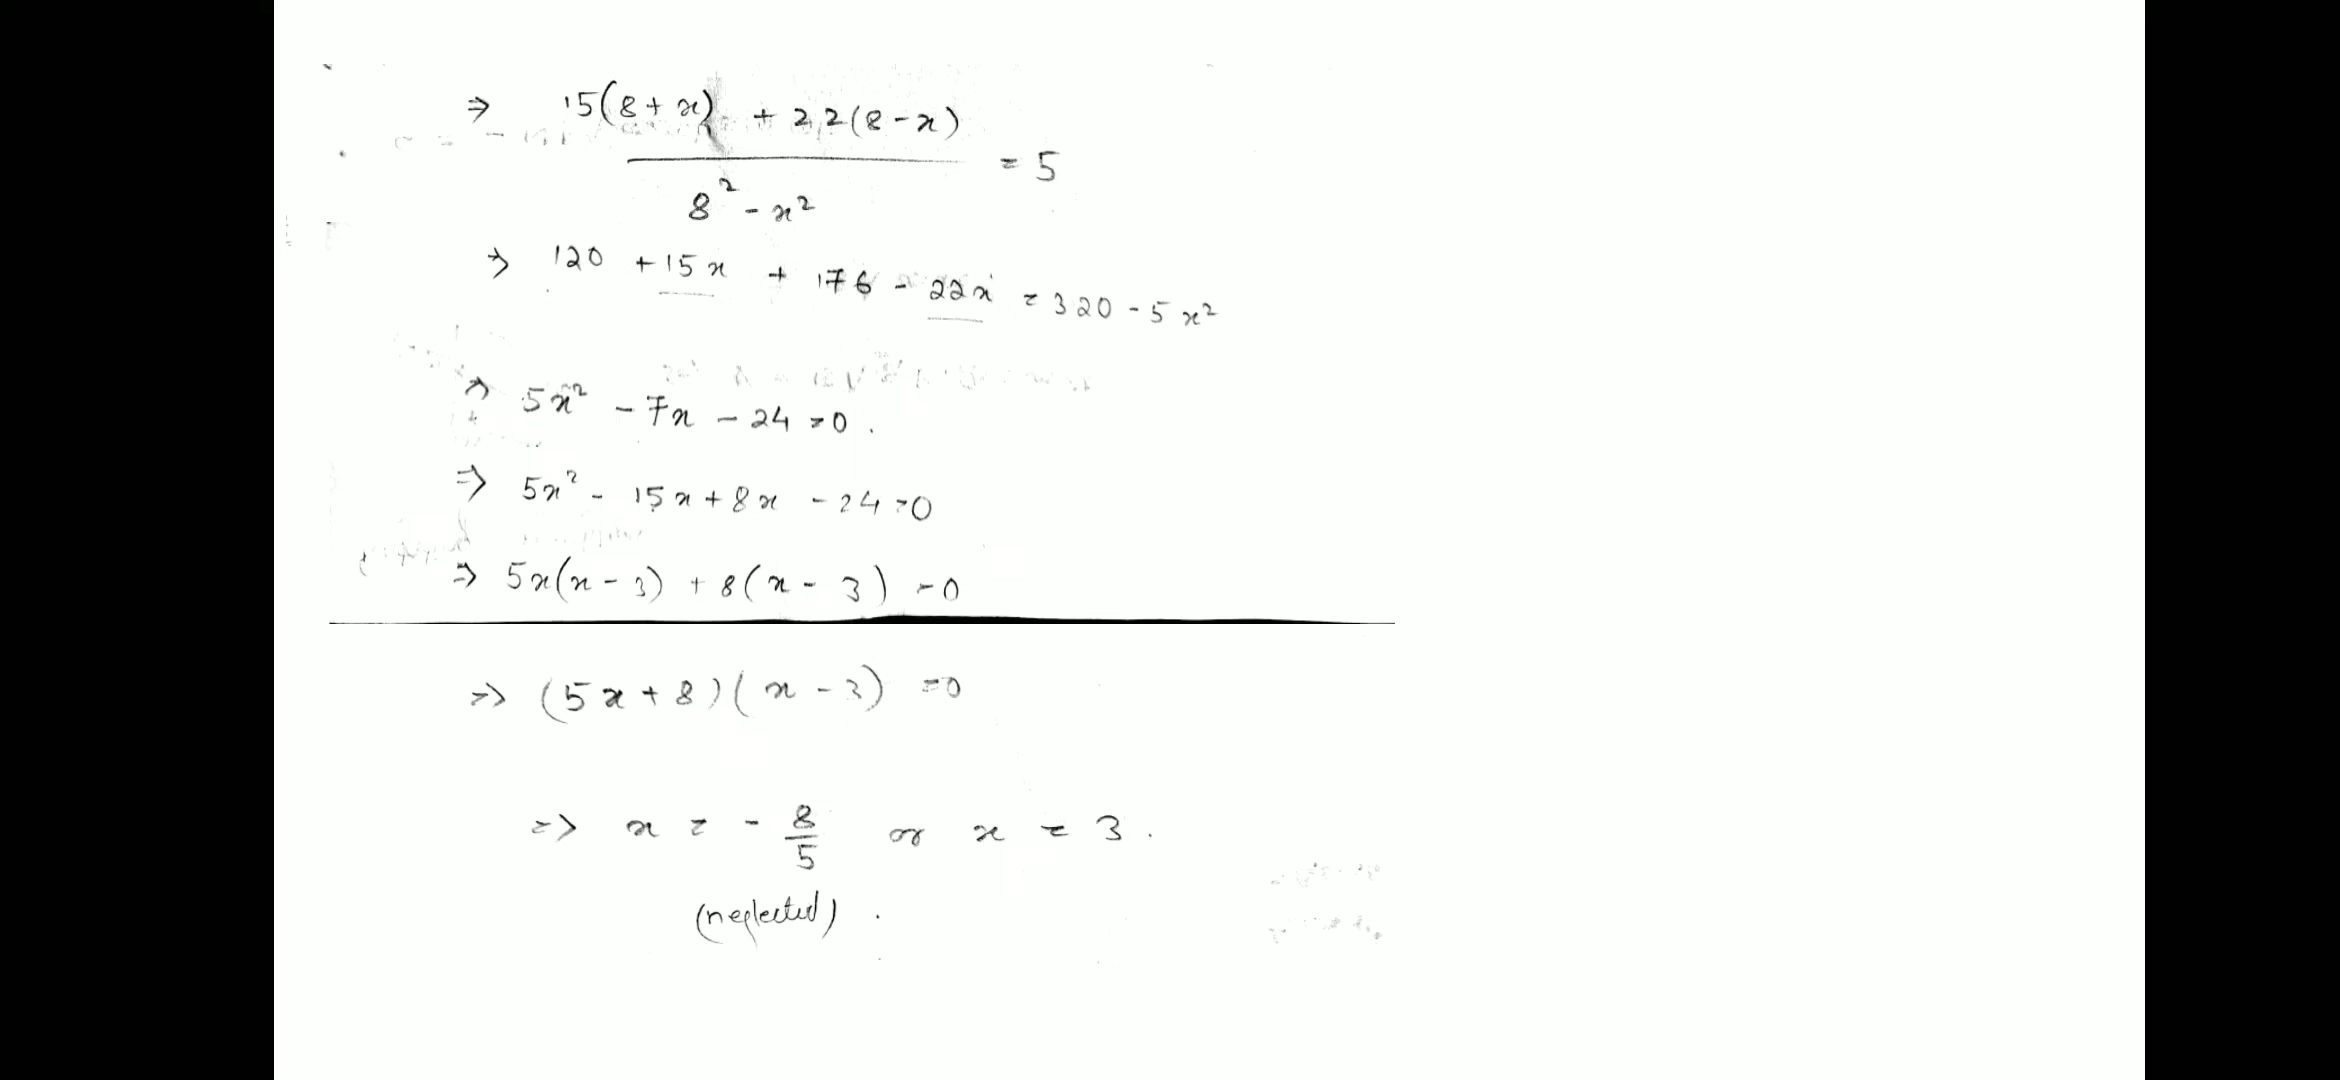 ⇒ 15(8+x) + 22(8-x)
= 5
8² - x²
⇒ 120 + 15x + 176 - 22x = 320 - 5x²
⇒ 5x² - 7x - 24 = 0.
⇒ 5x² - 15x + 8x - 24 = 0
⇒ 5x(x-3) + 8(x-3) = 0
⇒ (5x+8)(x-3) = 0
⇒ x = -8/5 or x = 3.
(neglected).